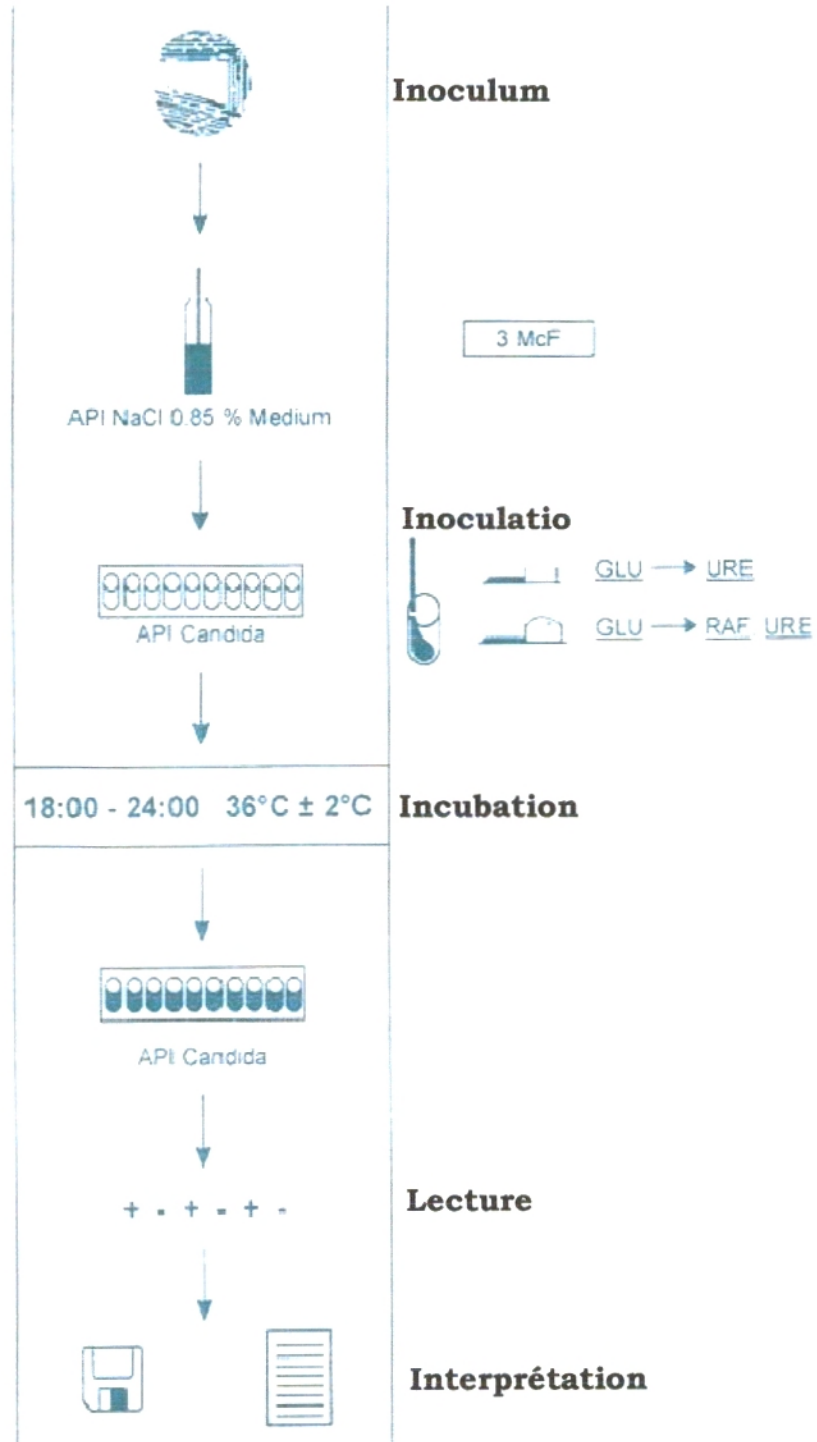 Inoculum
3 McF
API NaCl 0.85 % Medium
Inoculatio
GLU → URE
API Candida
GLU → RAF URE
18:00 - 24:00 36°C ± 2°C
Incubation
API Candida
+ - + - + -
Lecture
Interprétation